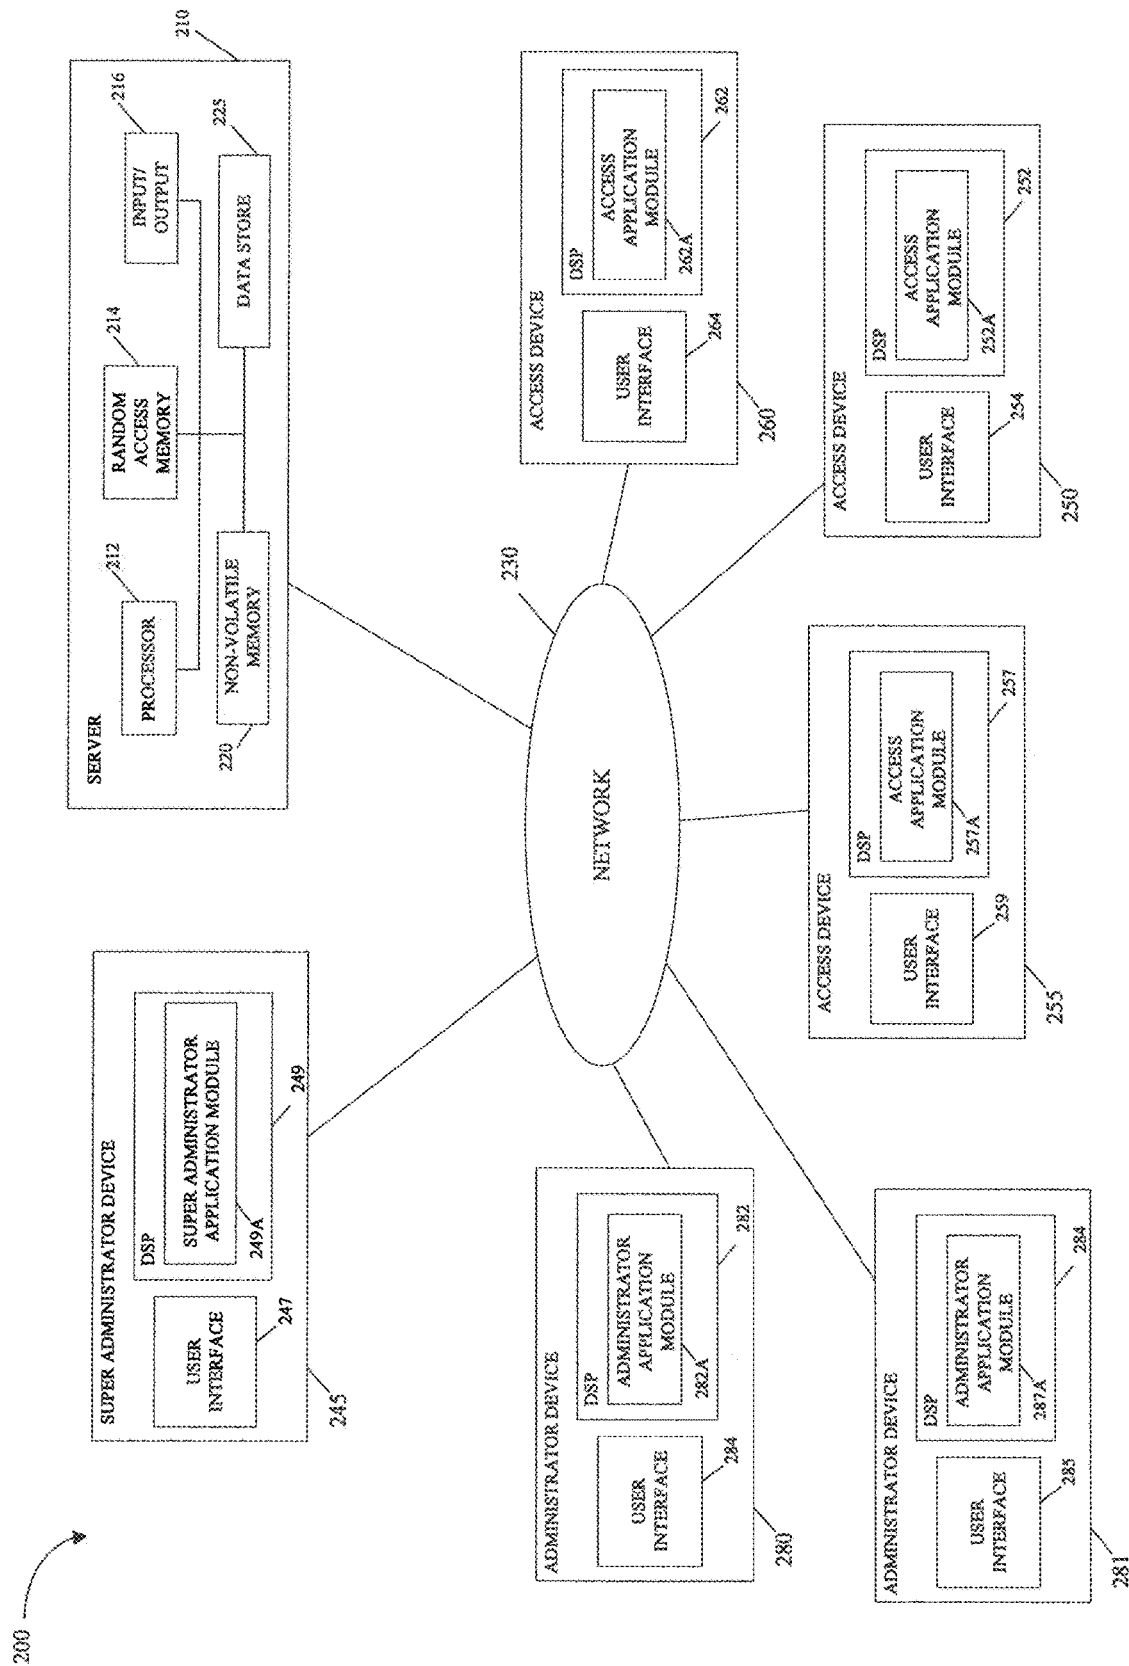 200
SUPER ADMINISTRATOR DEVICE
USER
INTERFACE
247
DSP
SUPER ADMINISTRATOR
APPLICATION MODULE
249A
249
245
SERVER
PROCESSOR
212
RANDOM
ACCESS
MEMORY
214
INPUT/
OUTPUT
216
NON-VOLATILE
MEMORY
220
DATA STORE
225
210
NETWORK
230
ADMINISTRATOR DEVICE
USER
INTERFACE
284
DSP
ADMINISTRATOR
APPLICATION
MODULE
282A
282
280
ADMINISTRATOR DEVICE
USER
INTERFACE
285
DSP
ADMINISTRATOR
APPLICATION
MODULE
287A
284
281
ACCESS DEVICE
USER
INTERFACE
259
DSP
ACCESS
APPLICATION
MODULE
257A
257
255
ACCESS DEVICE
USER
INTERFACE
264
DSP
ACCESS
APPLICATION
MODULE
262A
262
260
ACCESS DEVICE
USER
INTERFACE
254
DSP
ACCESS
APPLICATION
MODULE
252A
252
250